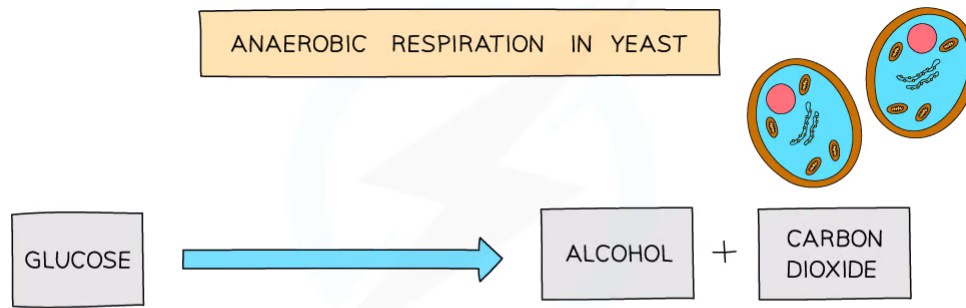 ANAEROBIC RESPIRATION IN YEAST
GLUCOSE
ALCOHOL + CARBON DIOXIDE